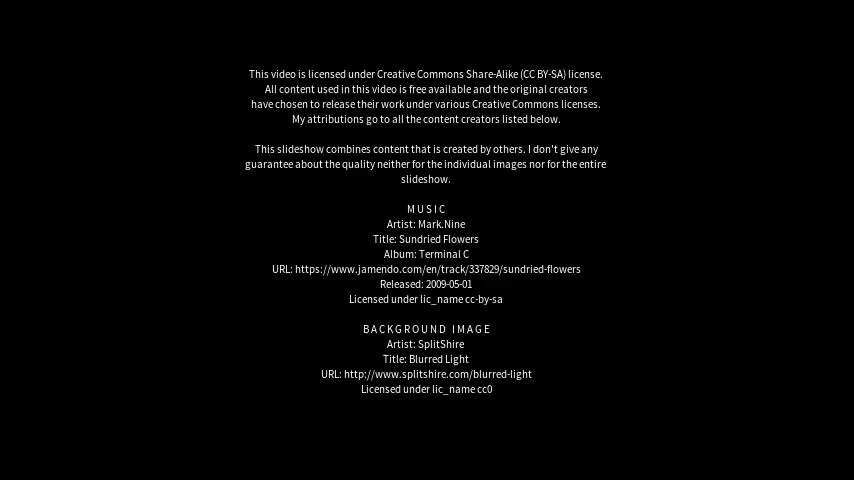 This video is licensed under Creative Commons Share-Alike (CC BY-SA) license.
All content used in this video is free available and the original creators
have chosen to release their work under various Creative Commons licenses.
My attributions go to all the content creators listed below.
This slideshow combines content that is created by others. I don't give any
guarantee about the quality neither for the individual images nor for the entire
slideshow.
MUSIC
Artist: Mark.Nine
Title: Sundried Flowers
Album: Terminal C
URL: https://www.jamendo.com/en/track/337829/sundried-flowers
Released: 2009-05-01
Licensed under lic_name cc-by-sa
BACKGROUND IMAGE
Artist: SplitShire
Title: Blurred Light
URL: http://www.splitshire.com/blurred-light
Licensed under lic_name cc0